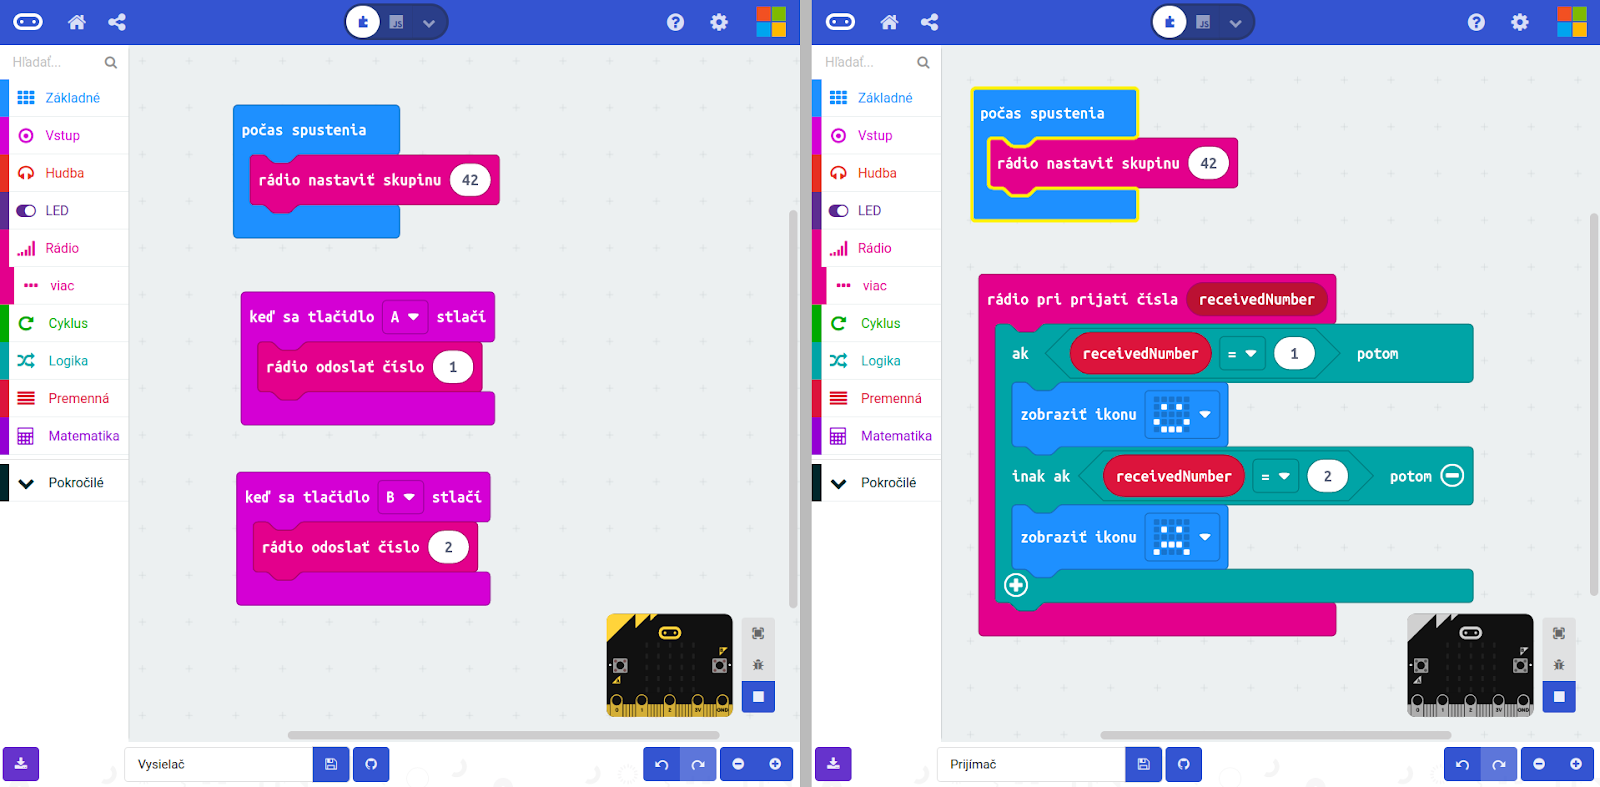 JS
Hľadať...
Základné
Vstup
Hudba
LED
Rádio
viac
Cyklus
Logika
Premenná
Matematika
Pokročilé
počas spustenia
rádio nastaviť skupinu 42
keď sa tlačidlo A stlačí
rádio odoslať číslo 1
keď sa tlačidlo B stlačí
rádio odoslať číslo 2
0 1 2 3V GND
Vysielač
JS
Hľadať...
Základné
Vstup
Hudba
LED
Rádio
viac
Cyklus
Logika
Premenná
Matematika
Pokročilé
počas spustenia
rádio nastaviť skupinu 42
rádio pri prijatí čísla receivedNumber
ak receivedNumber = 1 potom
zobraziť ikonu
inak ak receivedNumber = 2 potom
zobraziť ikonu
0 1 2 3V GND
Prijímač